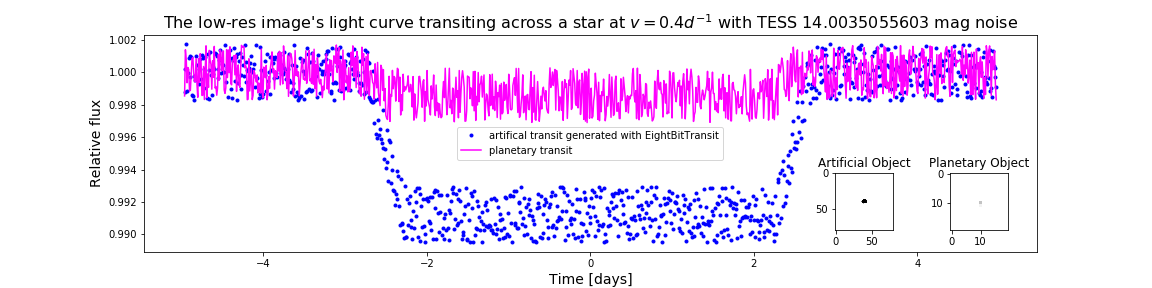 The low-res image's light curve transiting across a star at v = 0.4d⁻¹ with TESS 14.0035055603 mag noise
1.002
1.000
0.998
0.996
0.994
0.992
0.990
Relative flux
artifical transit generated with EightBitTransit
planetary transit
Artificial Object
0
50
0 50
Planetary Object
0
10
0 10
−4 −2 0 2 4
Time [days]